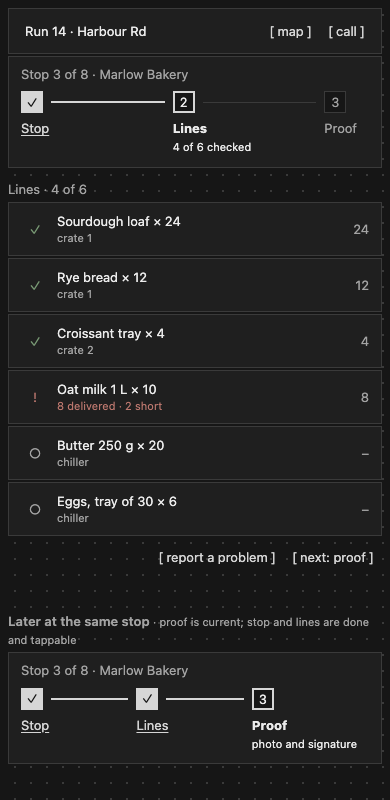 Run 14 · Harbour Rd [ map ] [ call ]
Stop 3 of 8 · Marlow Bakery
✓ 2 3
Stop Lines Proof
4 of 6 checked
Lines · 4 of 6
✓ Sourdough loaf × 24 24
crate 1
✓ Rye bread × 12 12
crate 1
✓ Croissant tray × 4 4
crate 2
! Oat milk 1 L × 10 8
8 delivered · 2 short
Butter 250 g × 20 –
chiller
Eggs, tray of 30 × 6 –
chiller
[ report a problem ] [ next: proof ]
Later at the same stop · proof is current; stop and lines are done
and tappable
Stop 3 of 8 · Marlow Bakery
✓ ✓ 3
Stop Lines Proof
photo and signature